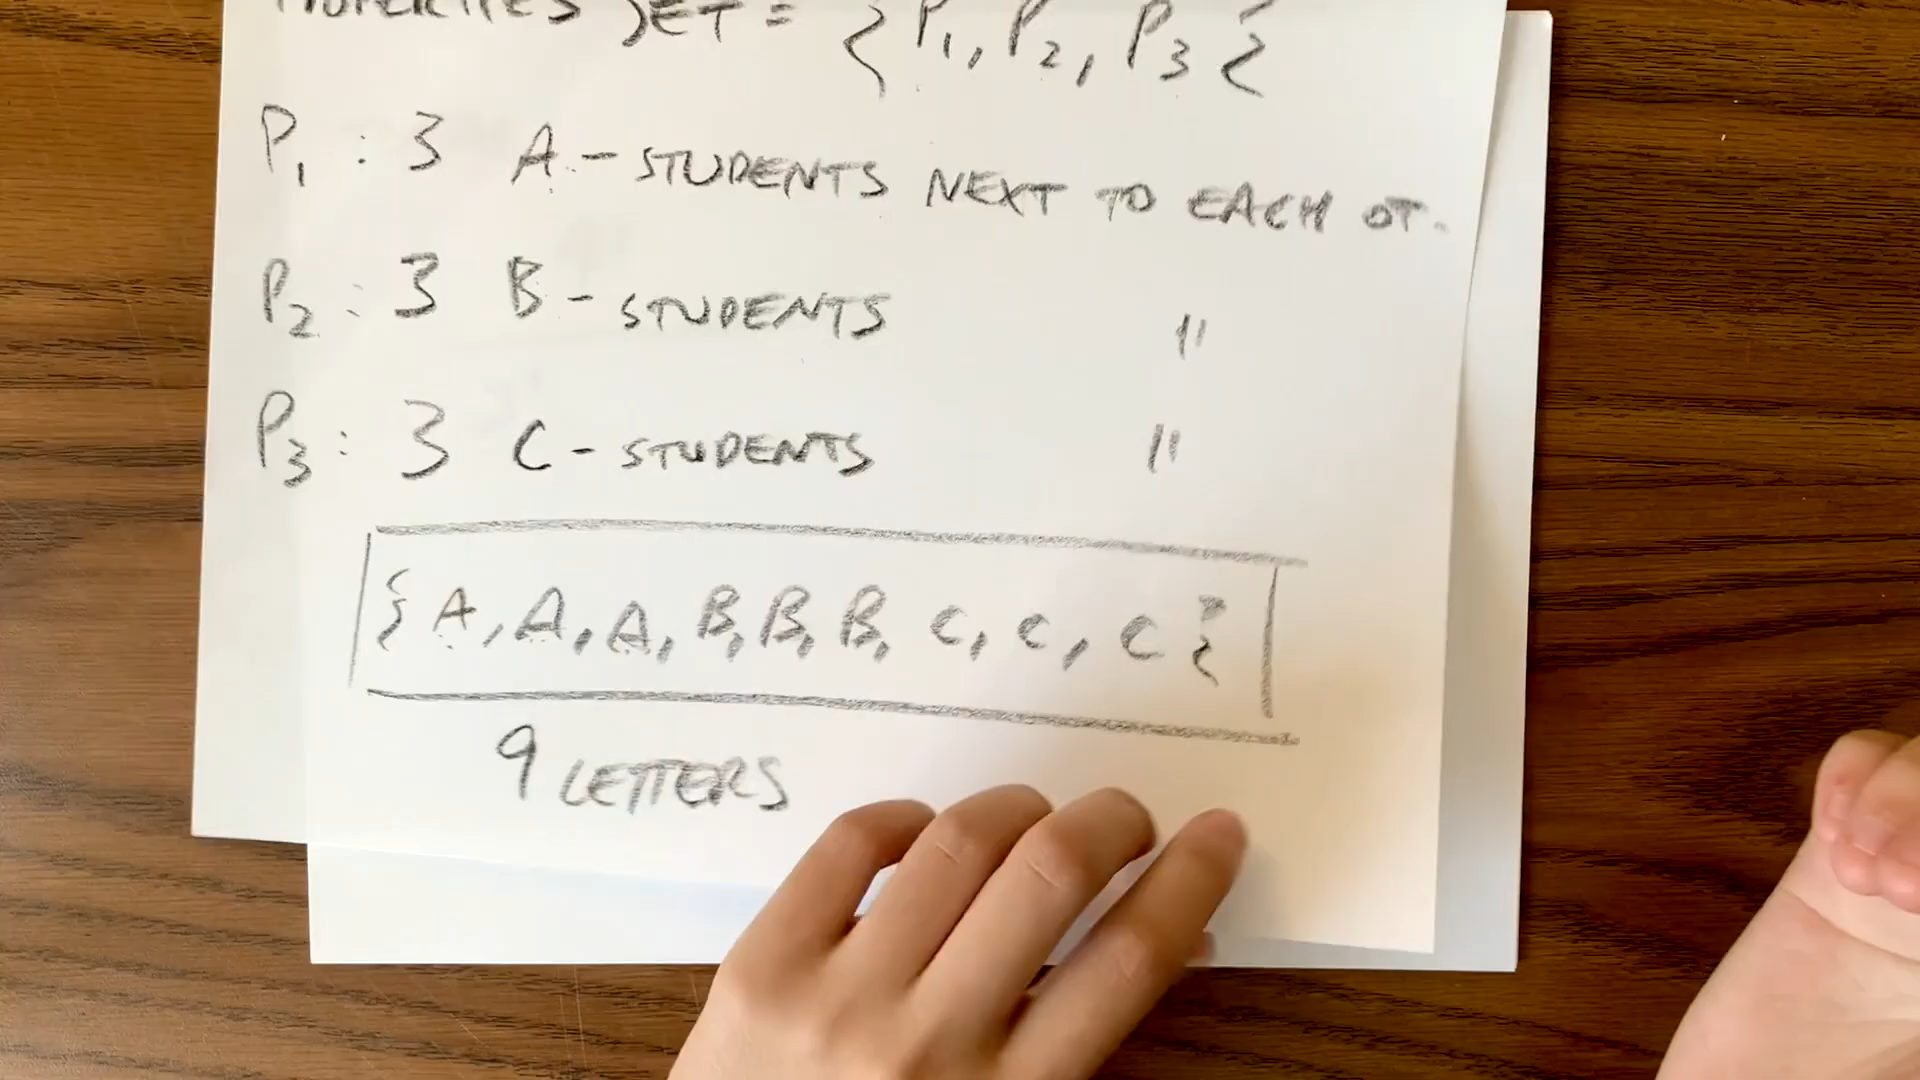 PROPERTIES SET = {P1, P2, P3}
P1 : 3 A - STUDENTS NEXT TO EACH OT.
P2 : 3 B - STUDENTS "
P3 : 3 C - STUDENTS "
{A, A, A, B, B, B, C, C, C}
9 LETTERS